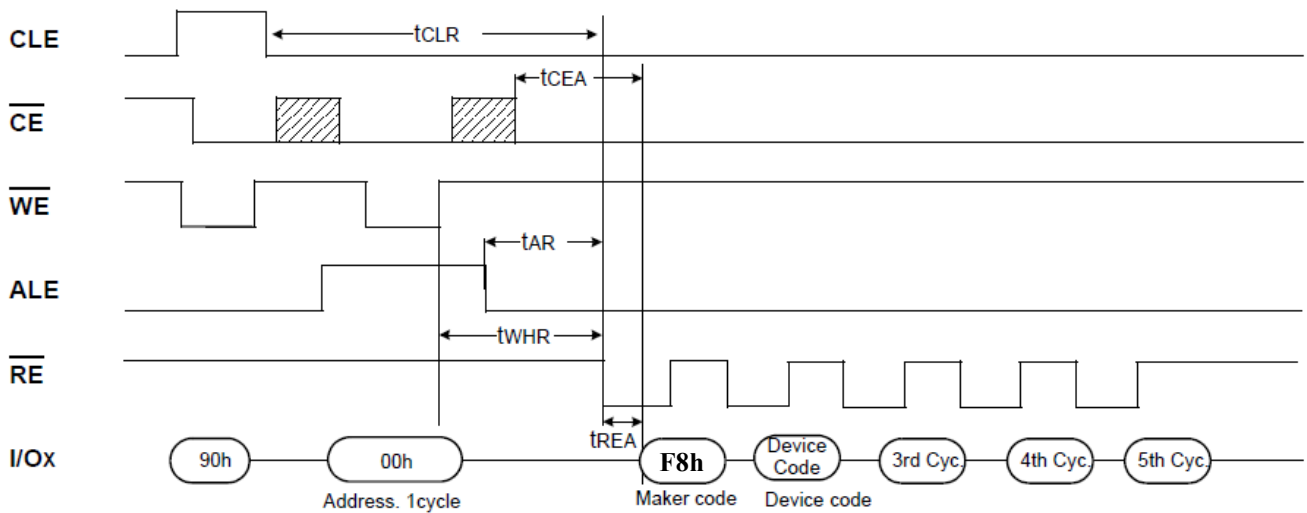 CLE
tCLR
tCEA
CE
WE
tAR
ALE
tWHR
RE
tREA
I/Ox
90h
00h
F8h
Device
Code
3rd Cyc.
4th Cyc.
5th Cyc.
Address. 1cycle
Maker code
Device code